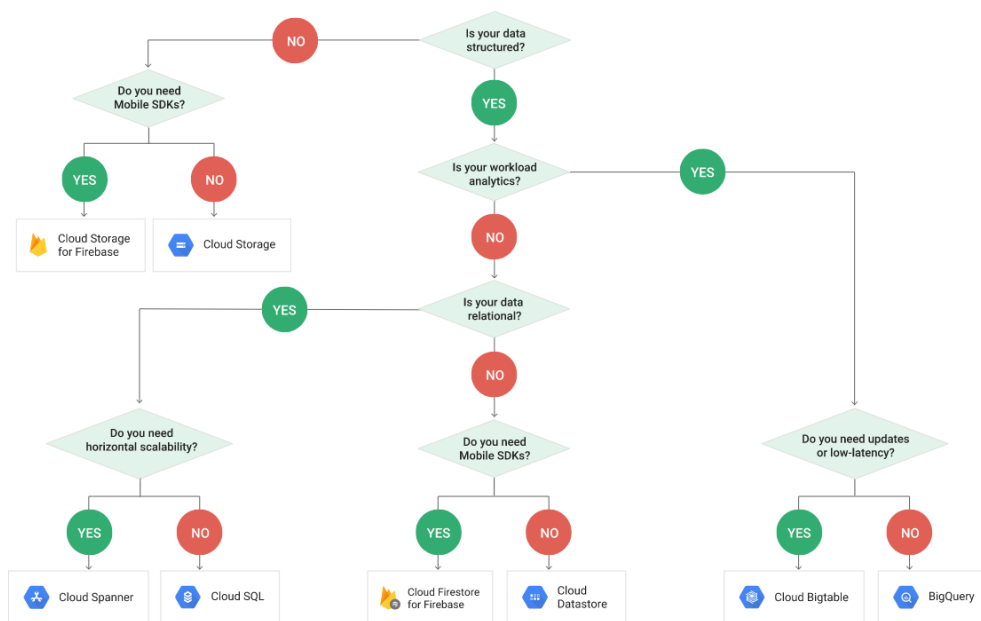 Is your data
structured?
NO
Do you need
Mobile SDKs?
YES
YES
NO
Is your workload
analytics?
YES
Cloud Storage
for Firebase
Cloud Storage
NO
Is your data
relational?
YES
NO
Do you need
horizontal scalability?
Do you need
Mobile SDKs?
Do you need updates
or low-latency?
YES
NO
YES
NO
YES
NO
Cloud Spanner
Cloud SQL
Cloud Firestore
for Firebase
Cloud
Datastore
Cloud Bigtable
BigQuery